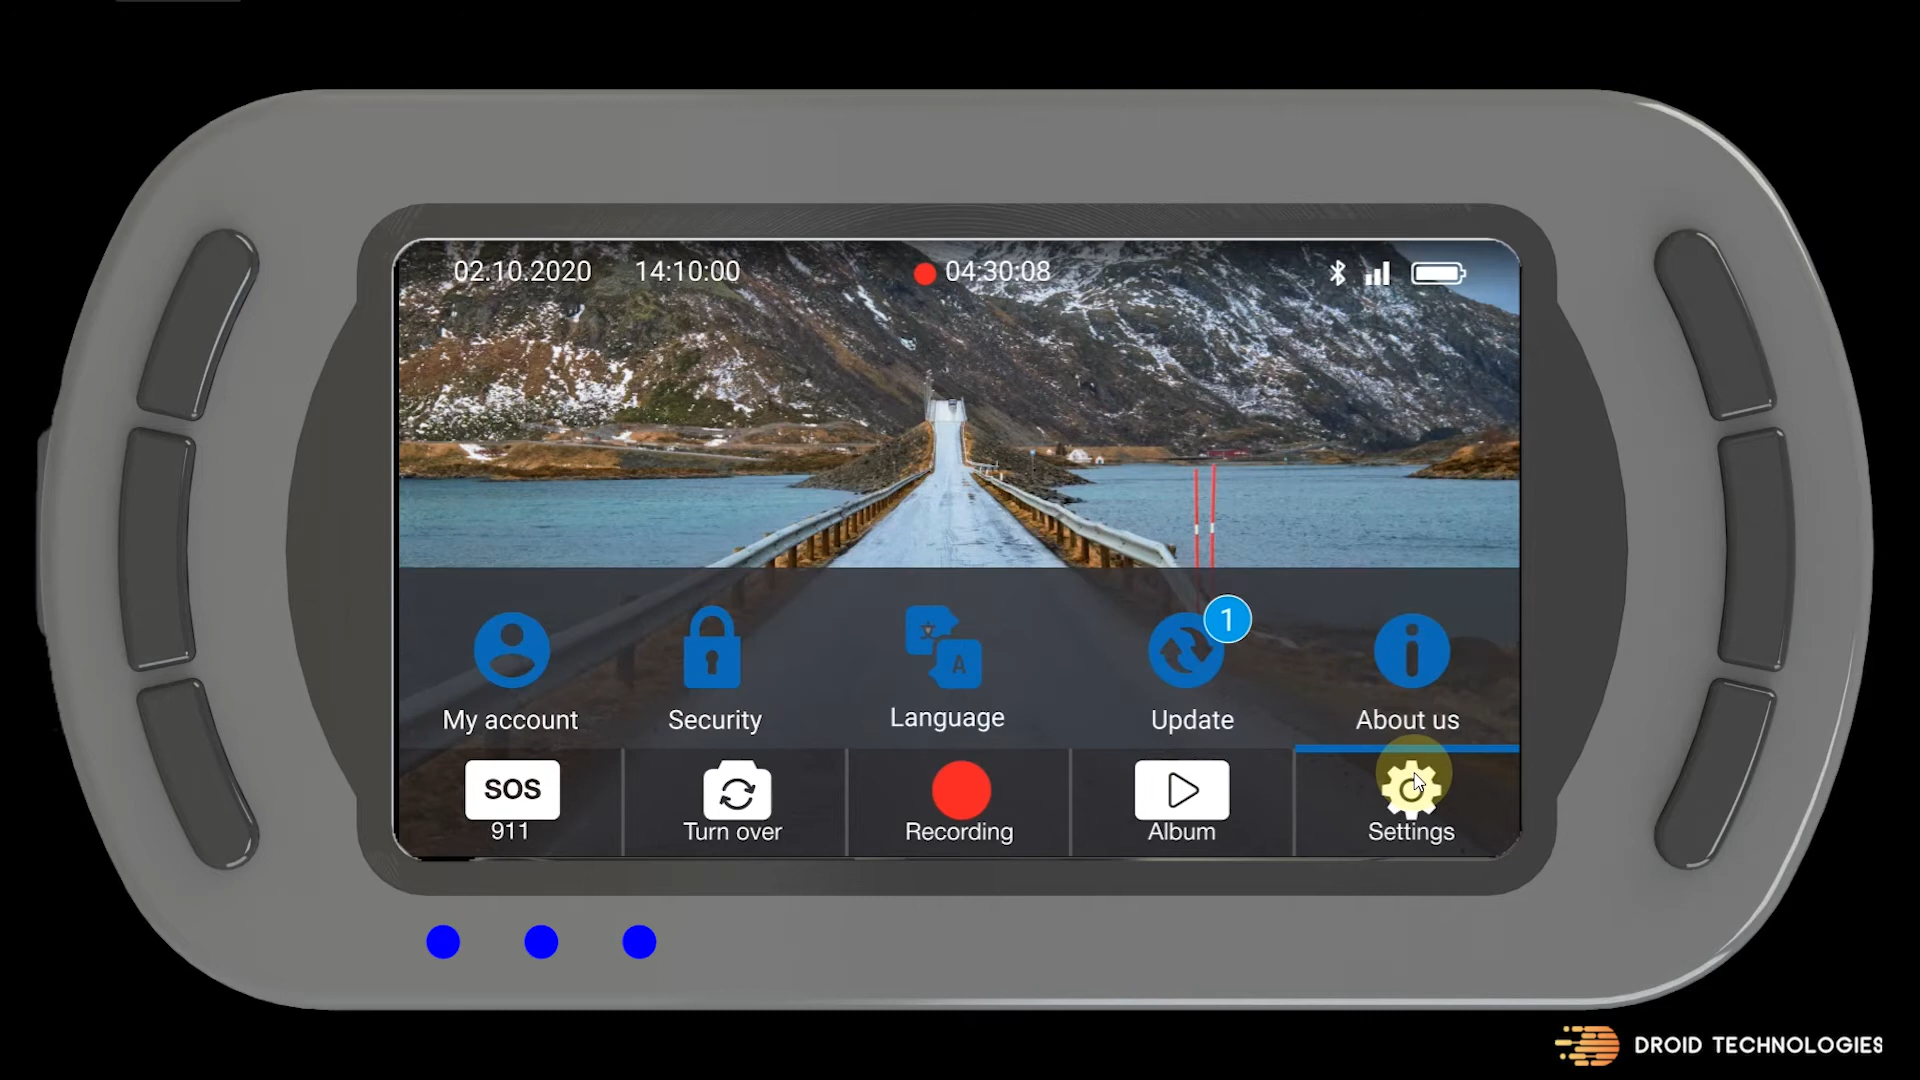 02.10.2020 14:10:00 04:30:08
1
My account Security Language Update About us
SOS
911 Turn over Recording Album Settings
DROID TECHNOLOGIES